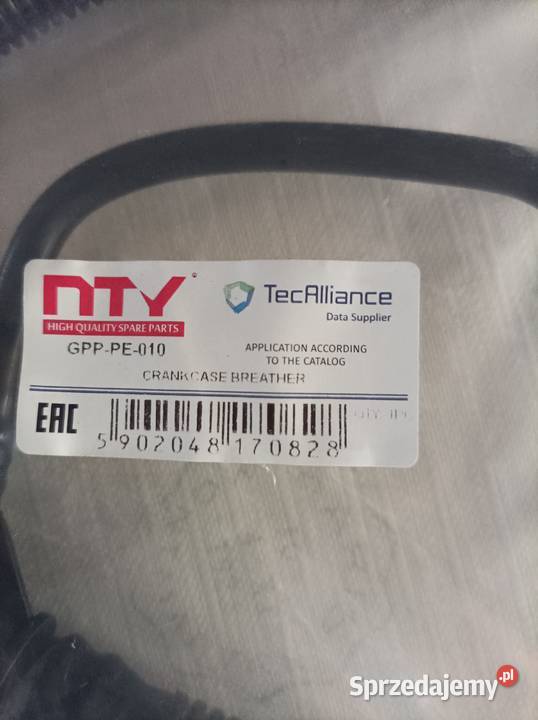 NTY
HIGH QUALITY SPARE PARTS
GPP-PE-010
TecAlliance
Data Supplier
APPLICATION ACCORDING
TO THE CATALOG
CRANKCASE BREATHER
EAC
5 902048 170828
Sprzedajemy.pl